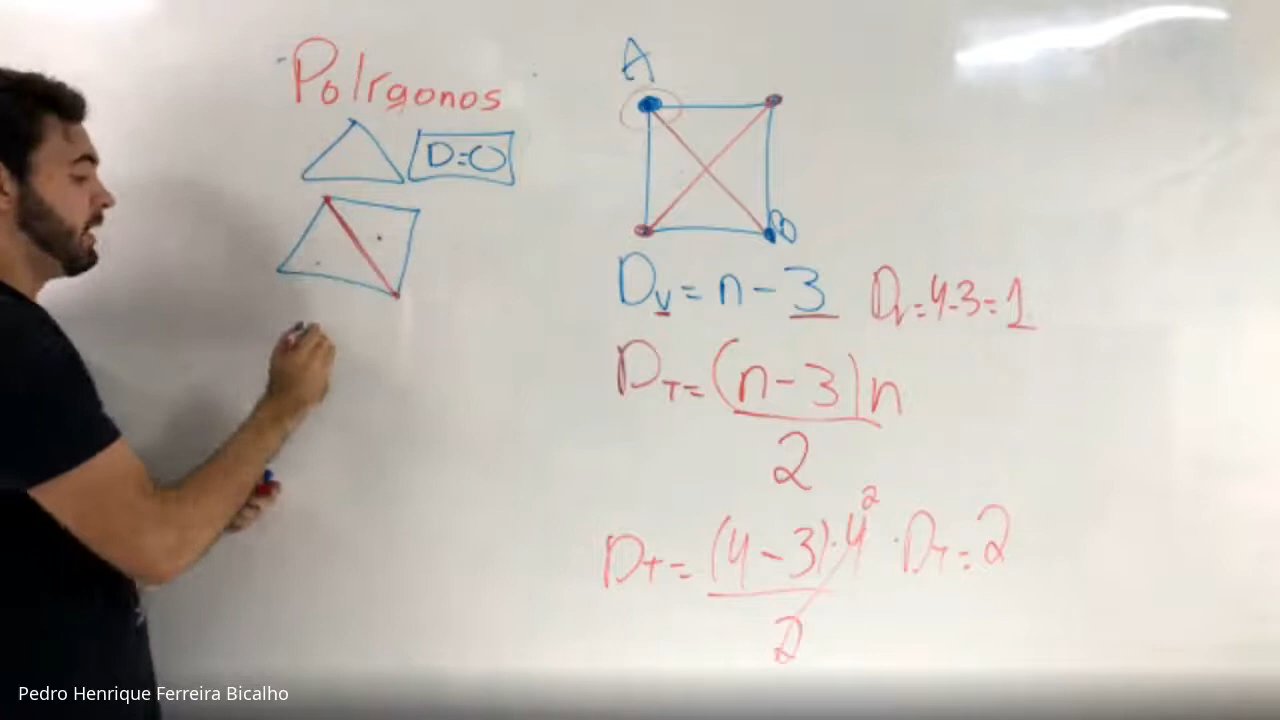 Polígonos
D=0
A
B
Dv = n - 3
Dv = 4-3 = 1
DT = (n - 3)n
2
DT = (4 - 3).4 2
2
DT = 2
Pedro Henrique Ferreira Bicalho